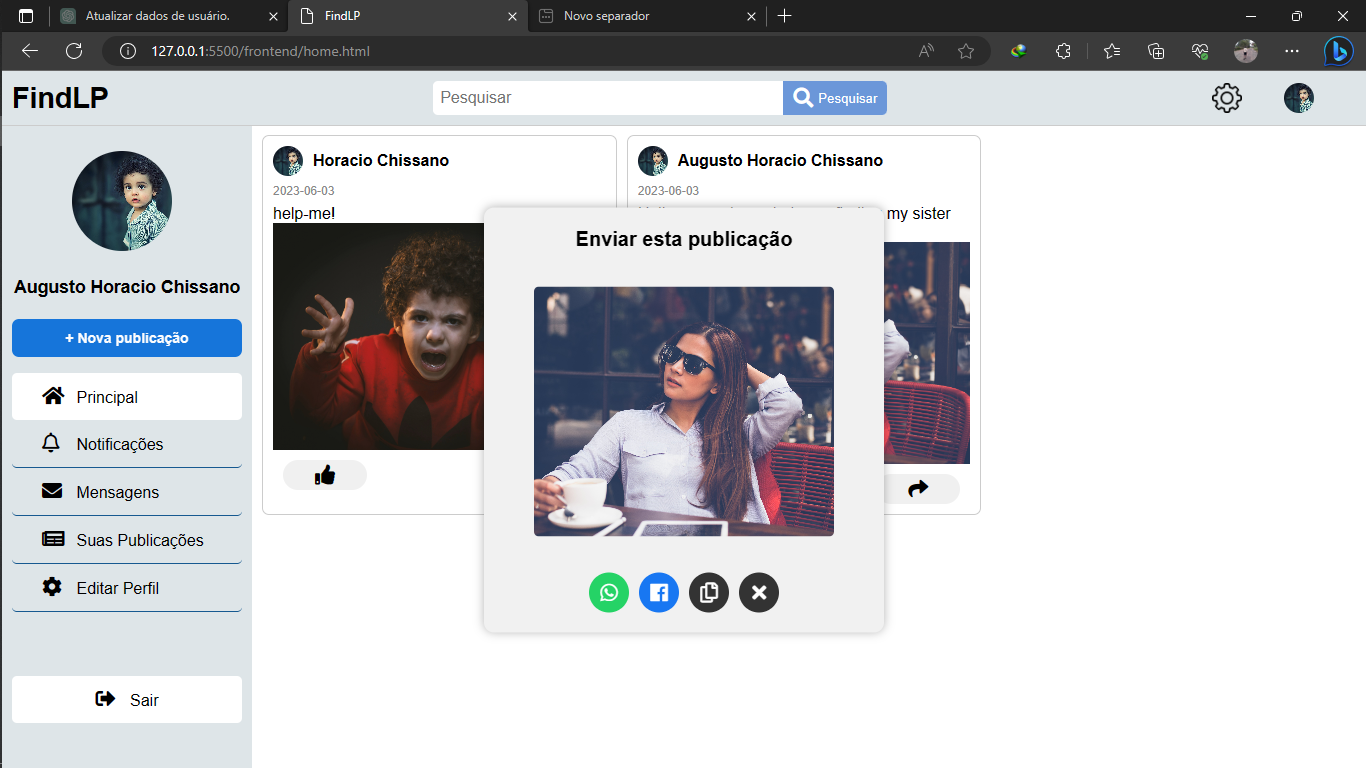 Atualizar dados de usuário.
FindLP
Novo separador
127.0.0.1:5500/frontend/home.html
FindLP
Pesquisar
Pesquisar
Augusto Horacio Chissano
+ Nova publicação
Principal
Notificações
Mensagens
Suas Publicações
Editar Perfil
Sair
Horacio Chissano
2023-06-03
help-me!
Augusto Horacio Chissano
2023-06-03
my sister
Enviar esta publicação